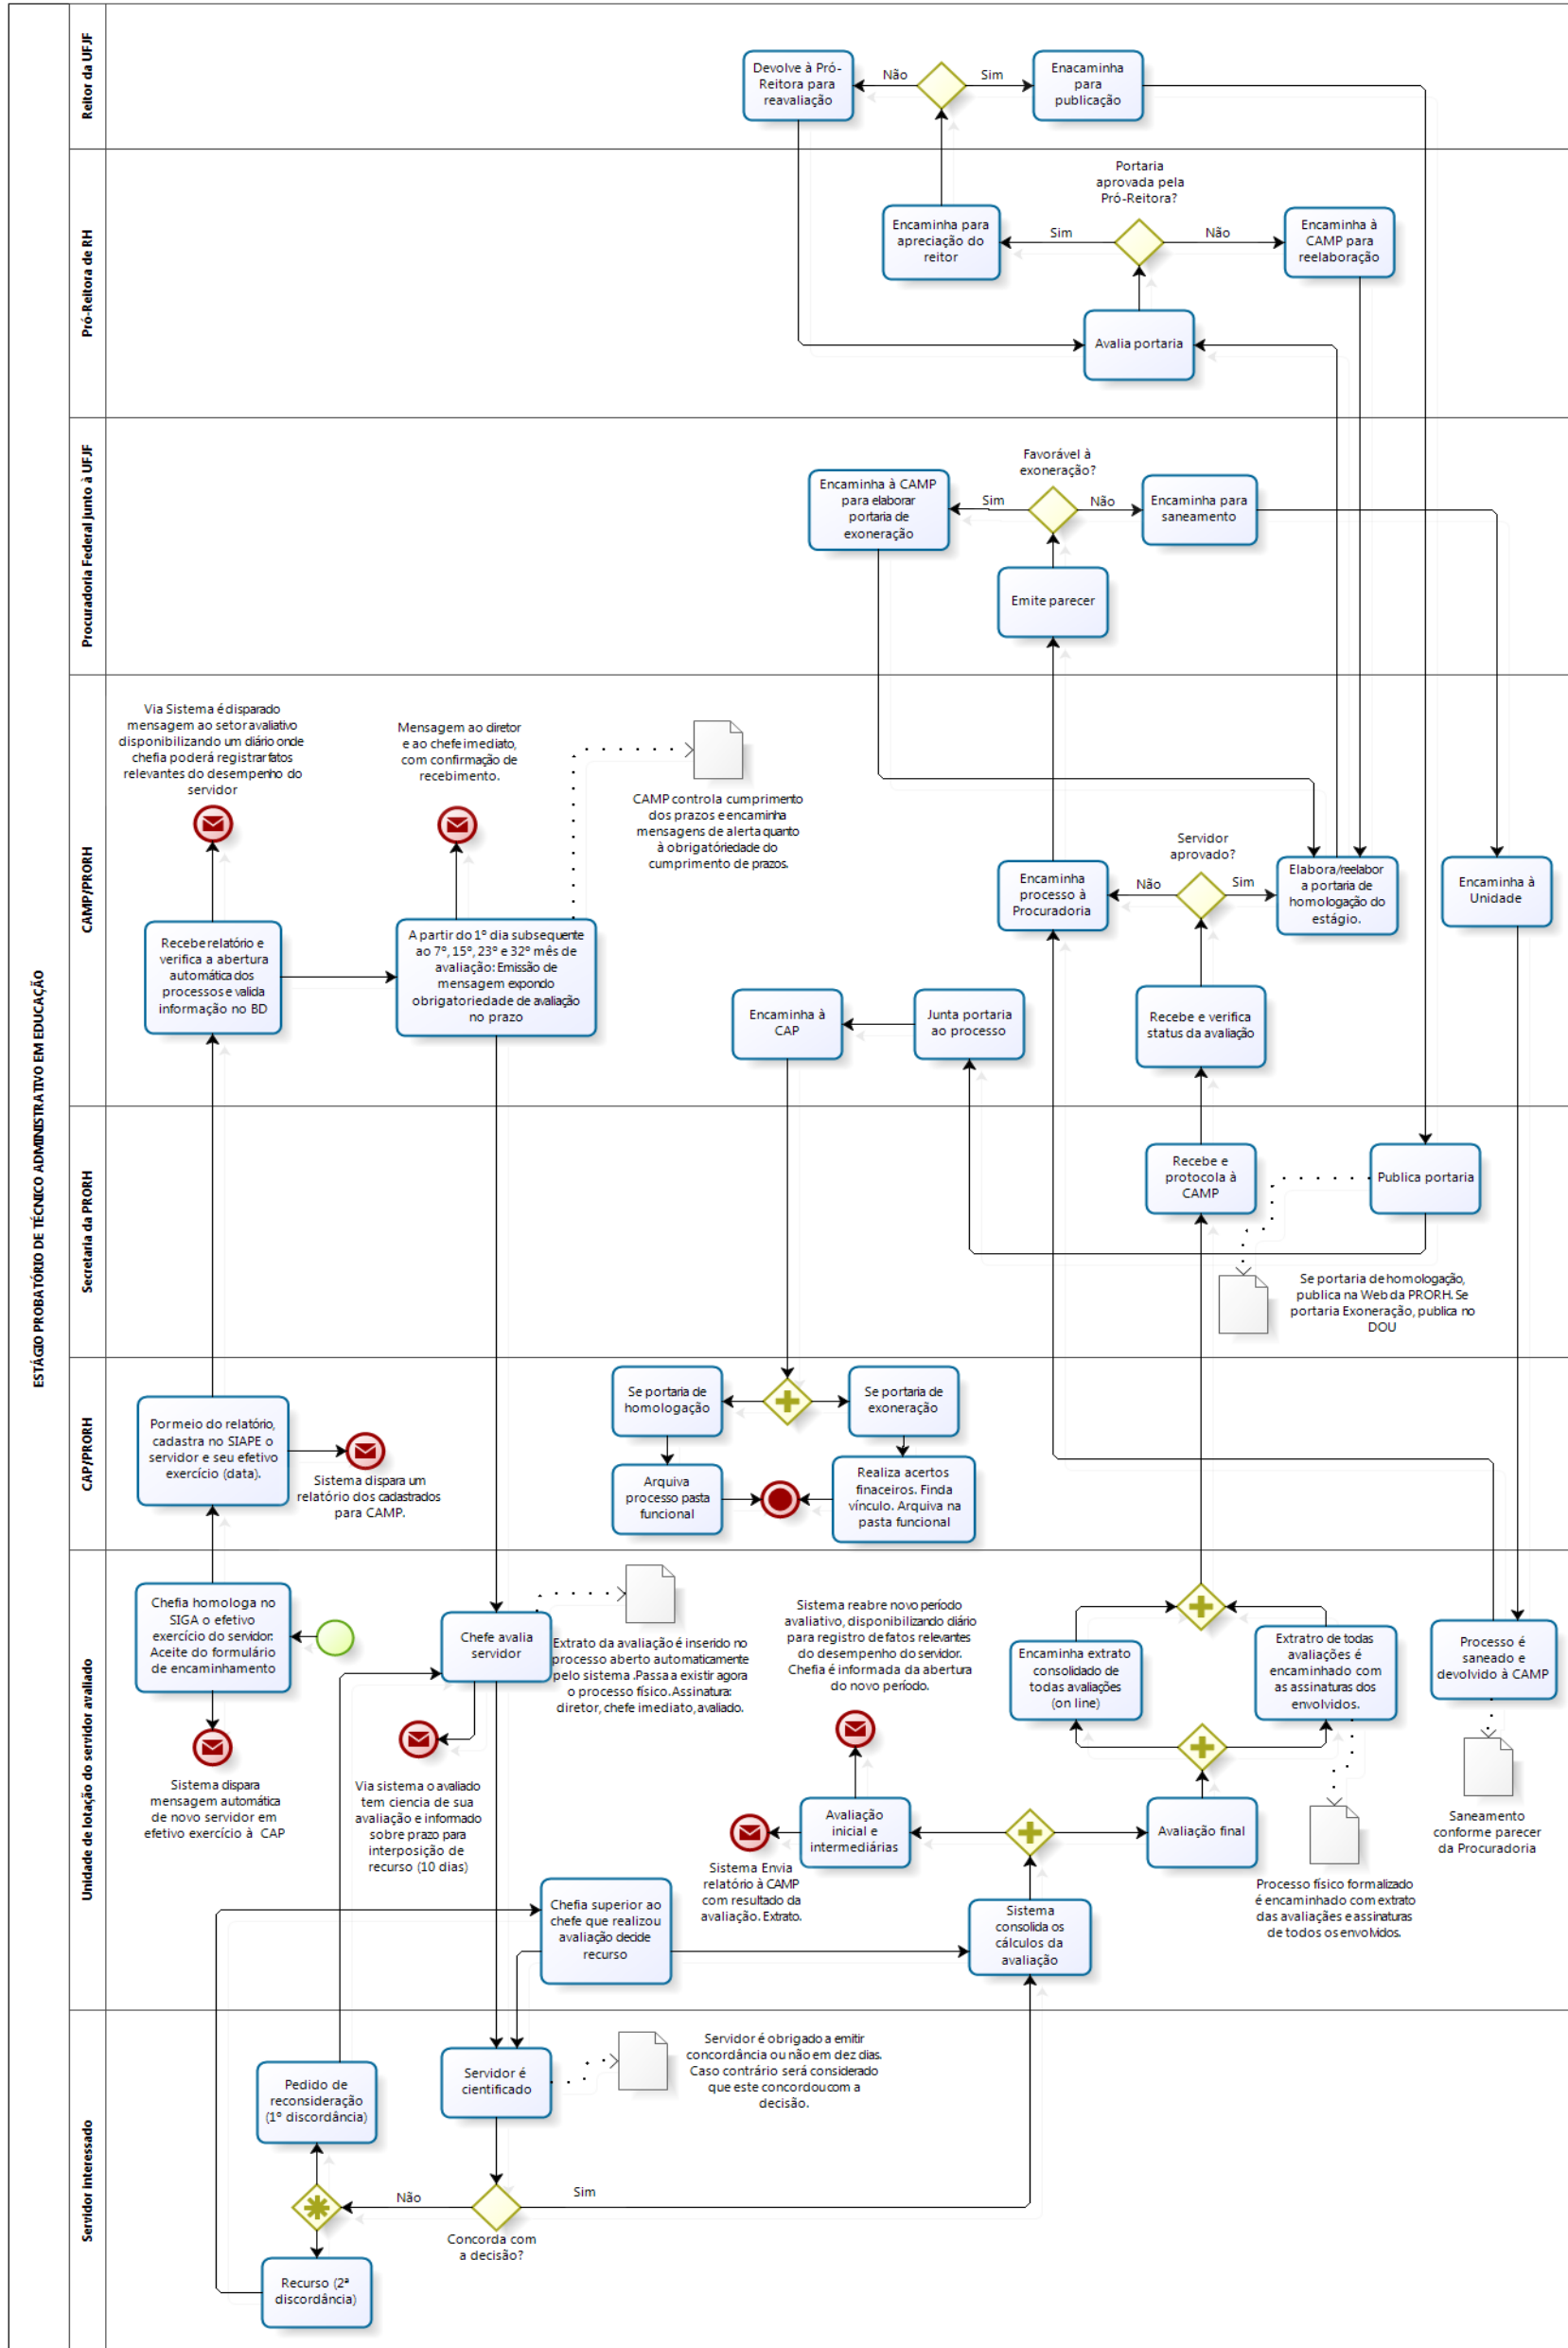 ESTÁGIO PROBATÓRIO DE TÉCNICO ADMINISTRATIVO EM EDUCAÇÃO
Reitor da UFJF
Devolve à Pró-
Reitora para
reavaliação
Não
Sim
Enacaminha
para
publicação
Pró-Reitora de RH
Portaria
aprovada pela
Pró-Reitora?
Encaminha para
apreciação do
reitor
Sim
Não
Encaminha à
CAMP para
reelaboração
Avalia portaria
Procuradoria Federal junto à UFJF
Favorável à
exoneração?
Encaminha à CAMP
para elaborar
portaria de
exoneração
Sim
Não
Encaminha para
saneamento
Emite parecer
CAMP/PRORH
Via Sistema é disparado
mensagem ao setor avaliativo
disponibilizando um diário onde
chefia poderá registrar fatos
relevantes do desempenho do
servidor
Mensagem ao diretor
e ao chefe imediato,
com confirmação de
recebimento.
CAMP controla cumprimento
dos prazos e encaminha
mensagens de alerta quanto
à obrigatóriedade do
cumprimento de prazos.
Servidor
aprovado?
Encaminha
processo à
Procuradoria
Não
Sim
Elabora/reelabor
a portaria de
homologação do
estágio.
Encaminha à
Unidade
Recebe relatório e
verifica a abertura
automática dos
processos e valida
informação no BD
A partir do 1º dia subsequente
ao 7º, 15º, 23º e 32º mês de
avaliação: Emissão de
mensagem expondo
obrigatoriedade de avaliação
no prazo
Encaminha à
CAP
Junta portaria
ao processo
Recebe e verifica
status da avaliação
Secretaria da PRORH
Recebe e
protocola à
CAMP
Publica portaria
Se portaria de homologação,
publica na Web da PRORH. Se
portaria Exoneração, publica no
DOU
CAP/PRORH
Por meio do relatório,
cadastra no SIAPE o
servidor e seu efetivo
exercício (data).
Sistema dispara um
relatório dos cadastrados
para CAMP.
Se portaria de
homologação
Se portaria de
exoneração
Arquiva
processo pasta
funcional
Realiza acertos
finaceiros. Finda
vínculo. Arquiva na
pasta funcional
Unidade de lotação do servidor avaliado
Chefia homologa no
SIGA o efetivo
exercício do servidor:
Aceite do formulário
de encaminhamento
Sistema dispara
mensagem automática
de novo servidor em
efetivo exercício à CAP
Chefe avalia
servidor
Extrato da avaliação é inserido no
processo aberto automaticamente
pelo sistema .Passa a existir agora
o processo físico. Assinatura:
diretor, chefe imediato, avaliado.
Via sistema o avaliado
tem ciencia de sua
avaliação e informado
sobre prazo para
interposição de
recurso (10 dias)
Sistema reabre novo período
avaliativo, disponibilizando diário
para registro de fatos relevantes
do desempenho do servidor.
Chefia é informada da abertura
do novo período.
Encaminha extrato
consolidado de
todas avaliações
(on line)
Extratro de todas
avaliações é
encaminhado com
as assinaturas dos
envolvidos.
Processo é
saneado e
devolvido à CAMP
Avaliação
inicial e
intermediárias
Avaliação final
Sistema Envia
relatório à CAMP
com resultado da
avaliação. Extrato.
Saneamento
conforme parecer
da Procuradoria
Processo físico formalizado
é encaminhado com extrato
das avaliações e assinaturas
de todos os envolvidos.
Chefia superior ao
chefe que realizou
avaliação decide
recurso
Sistema
consolida os
cálculos da
avaliação
Servidor interessado
Pedido de
reconsideração
(1º discordância)
Servidor é
cientificado
Servidor é obrigado a emitir
concordância ou não em dez dias.
Caso contrário será considerado
que este concordou com a
decisão.
Não
Sim
Concorda com
a decisão?
Recurso (2ª
discordância)